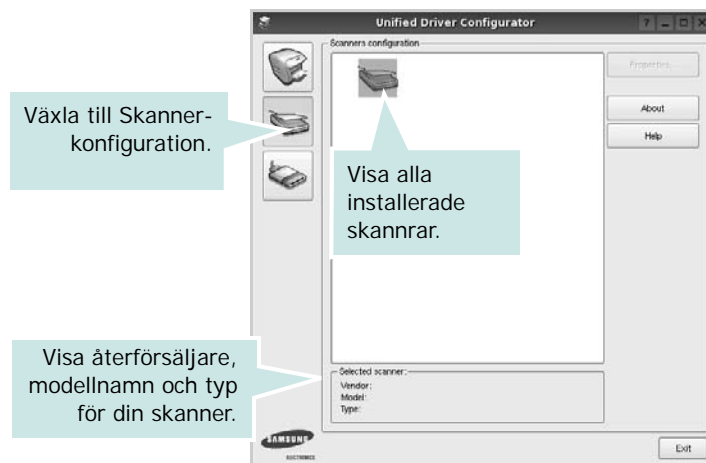 Unified Driver Configurator
Scanners configuration
Properties...
About
Help
Växla till Skanner-
konfiguration.
Visa alla
installerade
skannrar.
Visa återförsäljare,
modellnamn och typ
för din skanner.
Selected scanner:
Vendor:
Model:
Type:
SAMSUNG
ELECTRONICS
Exit